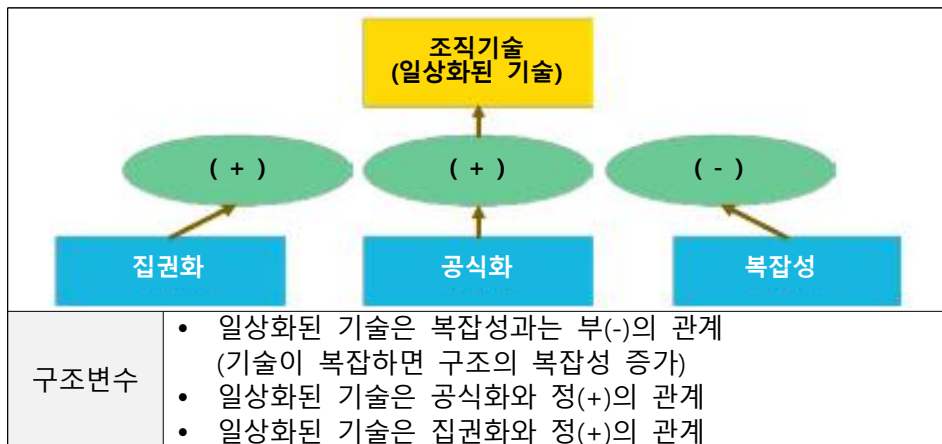 조직기술
(일상화된 기술)
( + )
( + )
( - )
집권화
공식화
복잡성
구조변수
• 일상화된 기술은 복잡성과는 부(-)의 관계
(기술이 복잡하면 구조의 복잡성 증가)
• 일상화된 기술은 공식화와 정(+)의 관계
• 일상화된 기술은 집권화와 정(+)의 관계